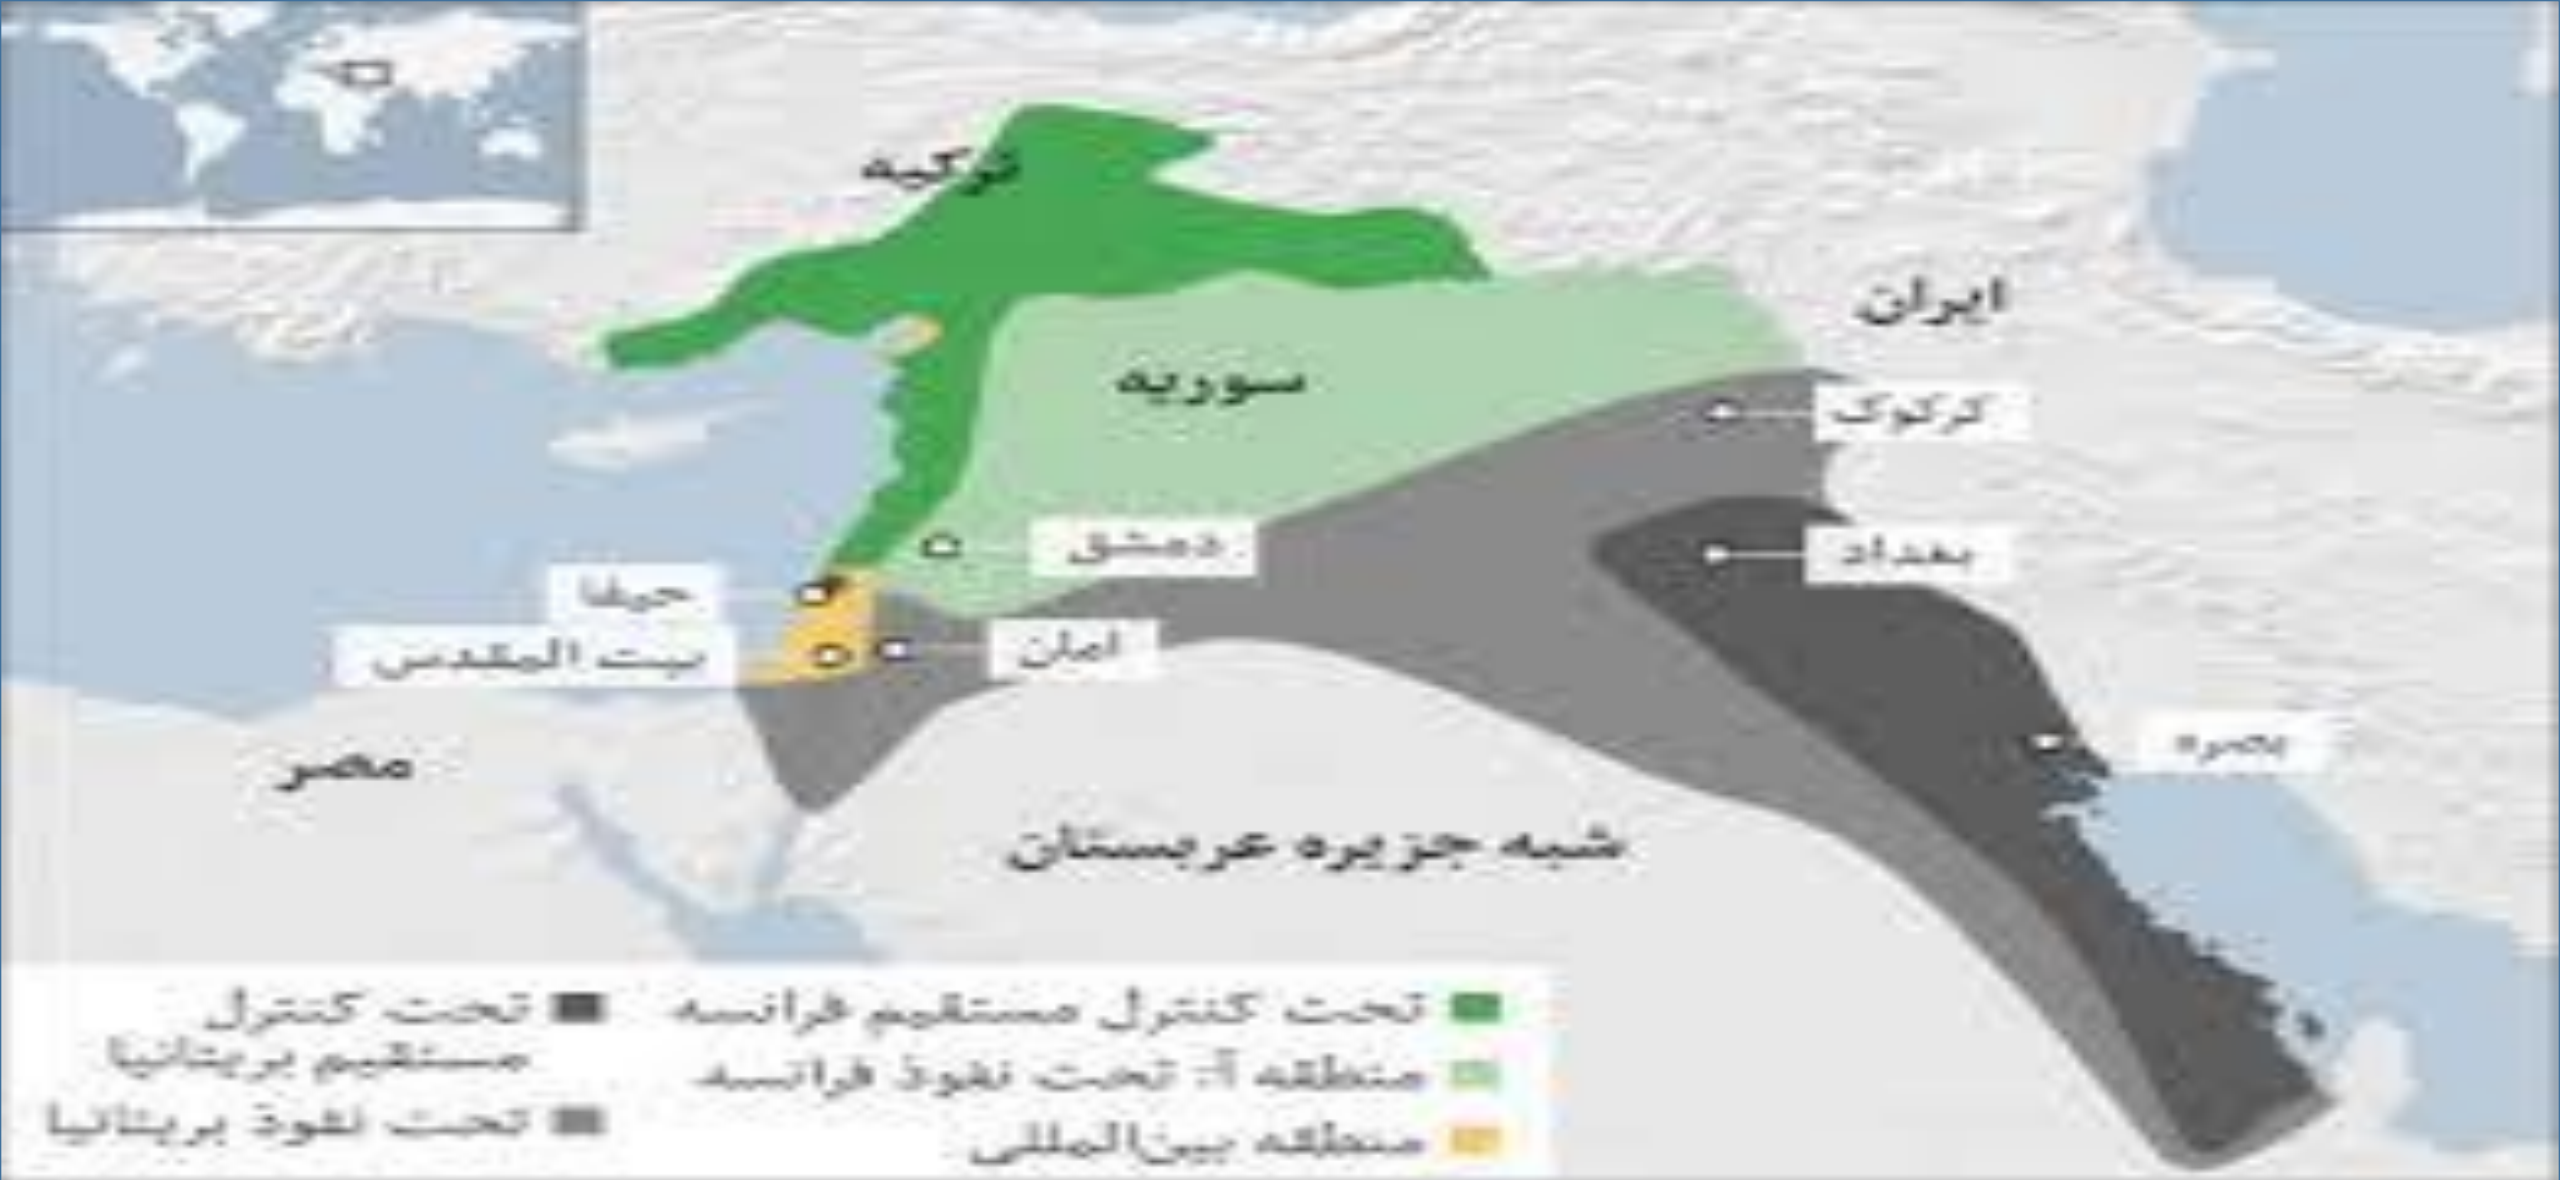 ترکیه
ایران
سوریه
کرکوک
دمشق
بغداد
حیفا
بیت المقدس
امان
بصره
مصر
شبه جزیره عربستان
تحت کنترل مستقیم فرانسه
منطقه آ- تحت نفوذ فرانسه
منطقه بین‌المللی
تحت کنترل
مستقیم بریتانیا
تحت نفوذ بریتانیا